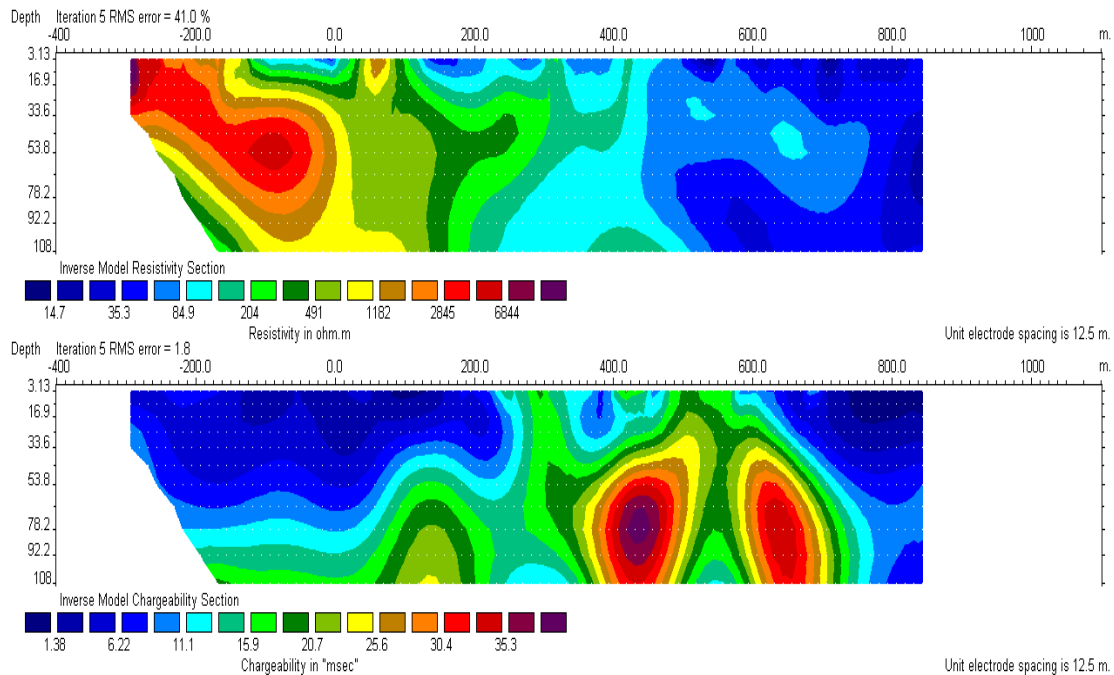 Depth Iteration 5 RMS error = 41.0 %
-400 -200.0 0.0 200.0 400.0 600.0 800.0 1000 m.
3.13
16.9
33.6
53.8
78.2
92.2
108.
Inverse Model Resistivity Section
14.7 35.3 84.9 204 491 1182 2845 6844
Resistivity in ohm.m
Unit electrode spacing is 12.5 m.
Depth Iteration 5 RMS error = 1.8
-400 -200.0 0.0 200.0 400.0 600.0 800.0 1000 m.
3.13
16.9
33.6
53.8
78.2
92.2
108.
Inverse Model Chargeability Section
1.38 6.22 11.1 15.9 20.7 25.6 30.4 35.3
Chargeability in "msec"
Unit electrode spacing is 12.5 m.